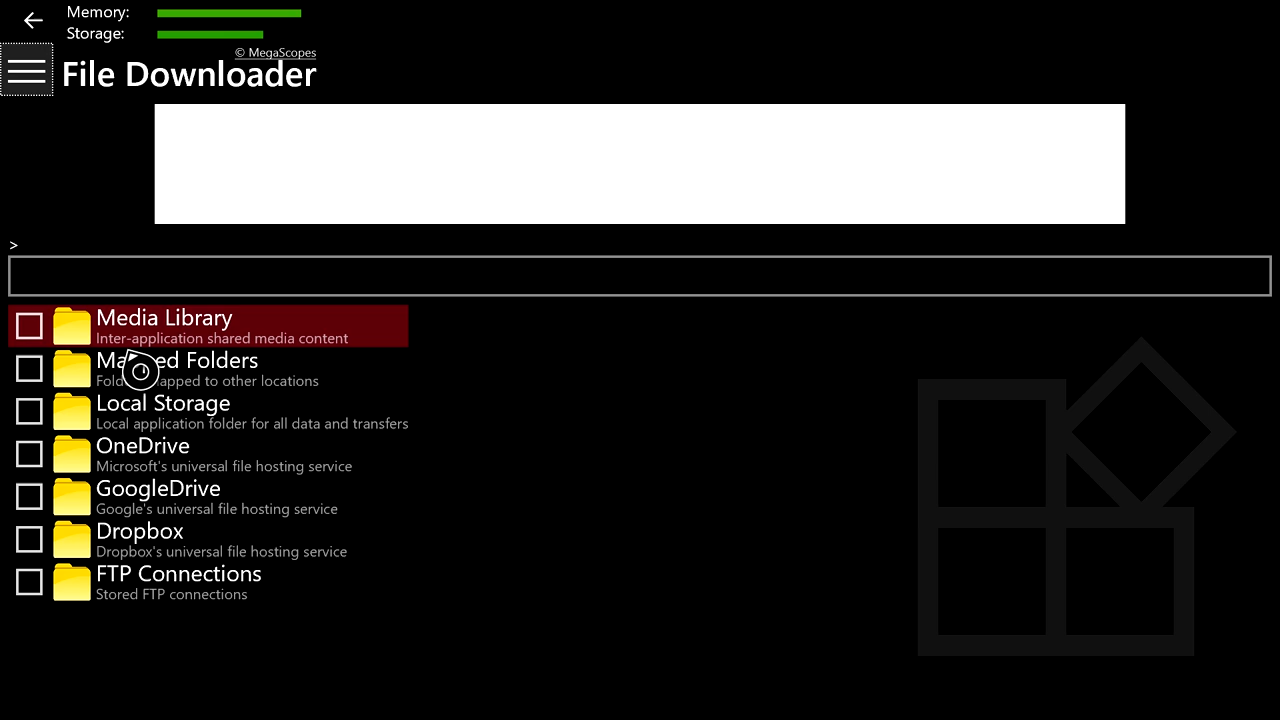 Memory:
Storage:
© MegaScopes
File Downloader
>
Media Library
Inter-application shared media content
Folders
mapped to other locations
Local Storage
Local application folder for all data and transfers
OneDrive
Microsoft's universal file hosting service
GoogleDrive
Google's universal file hosting service
Dropbox
Dropbox's universal file hosting service
FTP Connections
Stored FTP connections